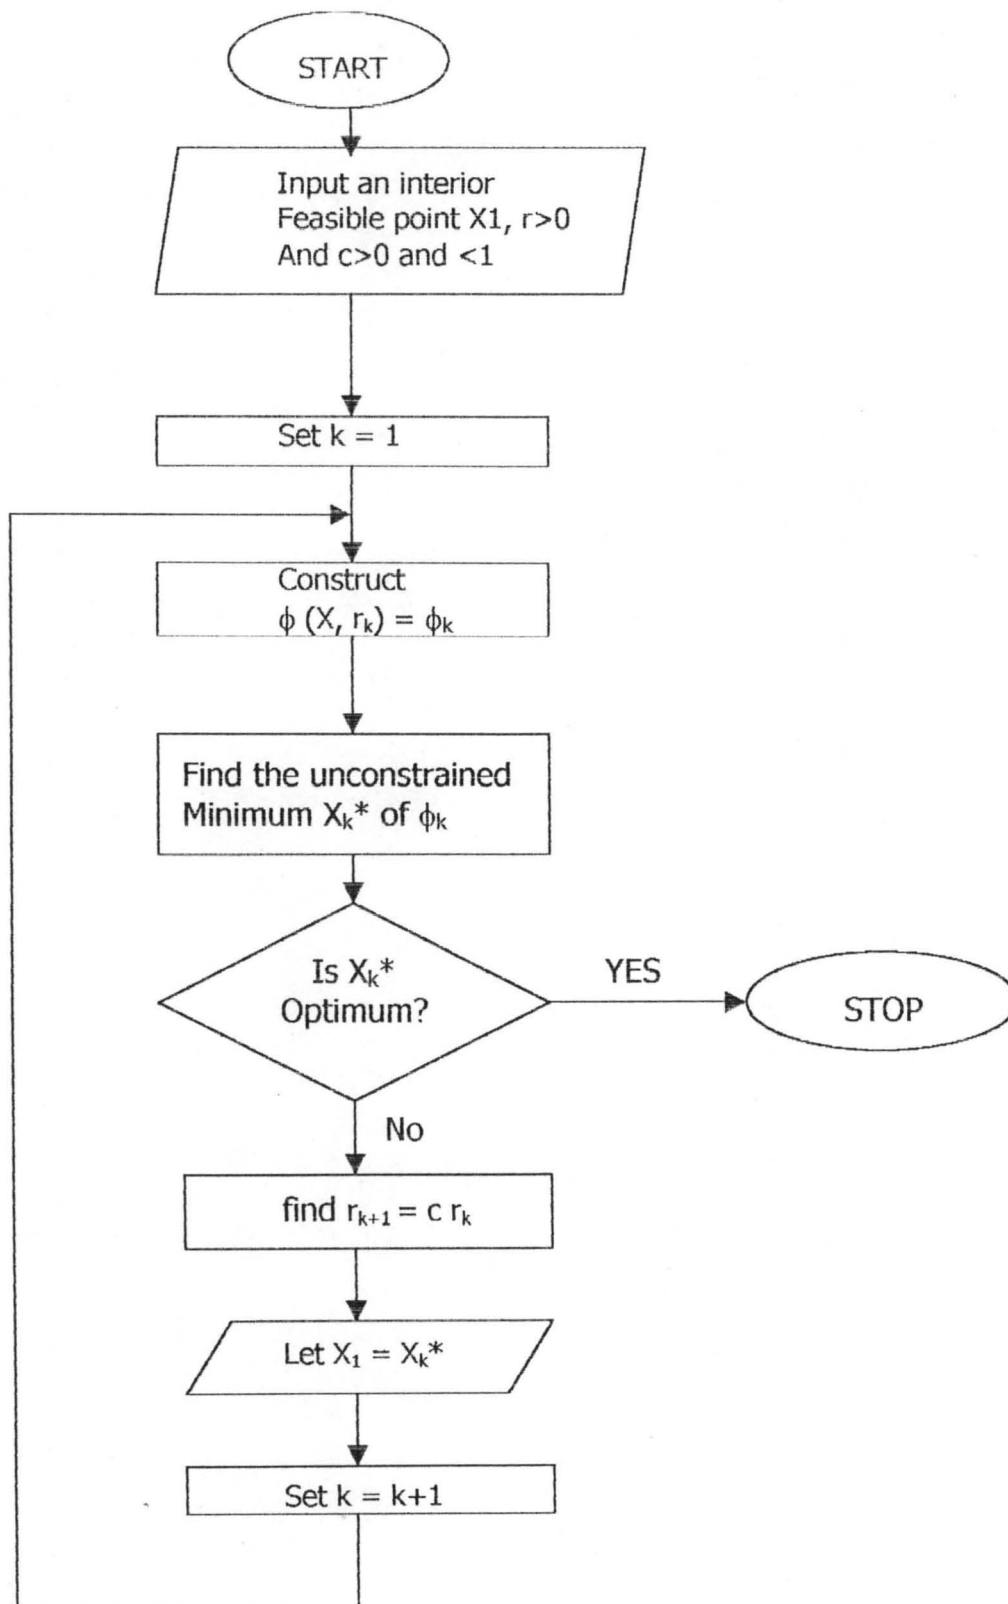 START
Input an interior
Feasible point X1, r>0
And c>0 and <1
Set k = 1
Construct
ϕ (X, rₖ) = ϕₖ
Find the unconstrained
Minimum Xₖ* of ϕₖ
Is Xₖ*
Optimum?
YES
STOP
No
find rₖ₊₁ = c rₖ
Let X₁ = Xₖ*
Set k = k+1